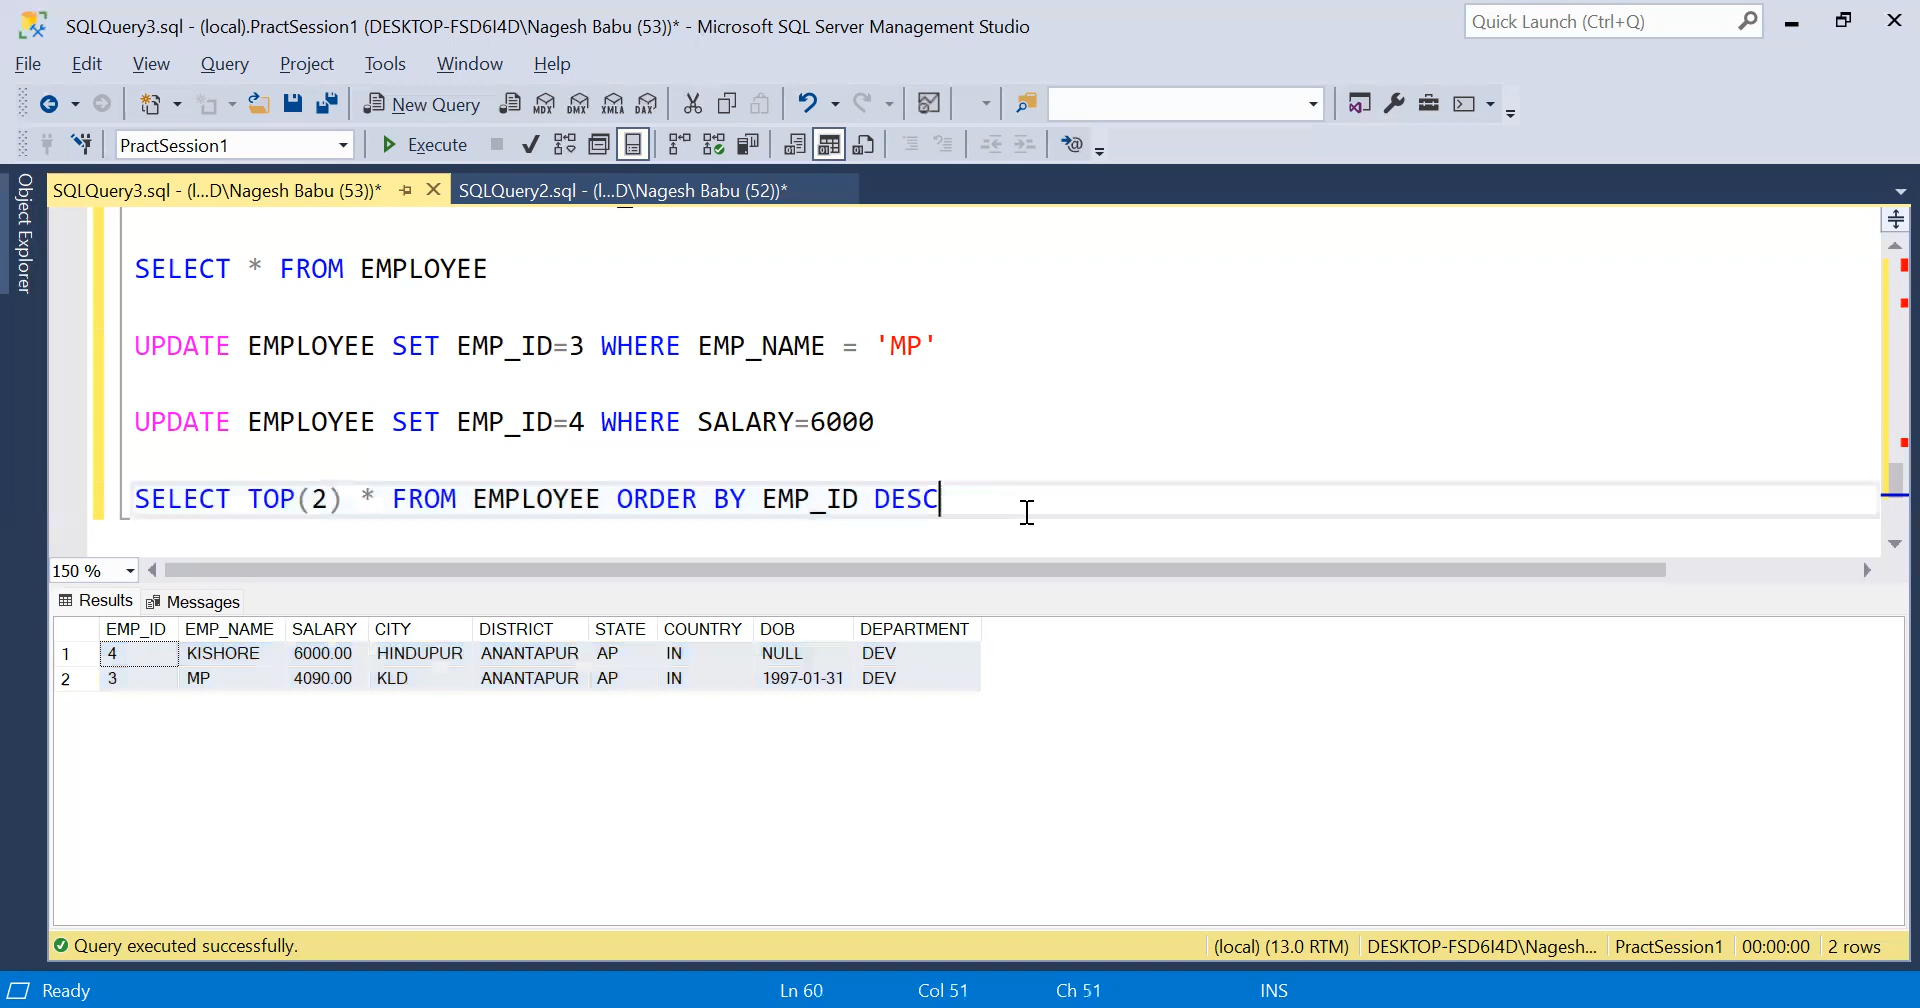 SQLQuery3.sql - (local).PractSession1 (DESKTOP-FSD6I4D\Nagesh Babu (53))* - Microsoft SQL Server Management Studio
Quick Launch (Ctrl+Q)
File Edit View Query Project Tools Window Help
New Query MDX DMX XMLA DAX
PractSession1 Execute
Object Explorer
SQLQuery3.sql - (l...D\Nagesh Babu (53))* SQLQuery2.sql - (l...D\Nagesh Babu (52))*
SELECT * FROM EMPLOYEE
UPDATE EMPLOYEE SET EMP_ID=3 WHERE EMP_NAME = 'MP'
UPDATE EMPLOYEE SET EMP_ID=4 WHERE SALARY=6000
SELECT TOP(2) * FROM EMPLOYEE ORDER BY EMP_ID DESC
150 %
Results Messages
EMP_ID EMP_NAME SALARY CITY DISTRICT STATE COUNTRY DOB DEPARTMENT
1 4 KISHORE 6000.00 HINDUPUR ANANTAPUR AP IN NULL DEV
2 3 MP 4090.00 KLD ANANTAPUR AP IN 1997-01-31 DEV
Query executed successfully. (local) (13.0 RTM) DESKTOP-FSD6I4D\Nagesh... PractSession1 00:00:00 2 rows
Ready Ln 60 Col 51 Ch 51 INS